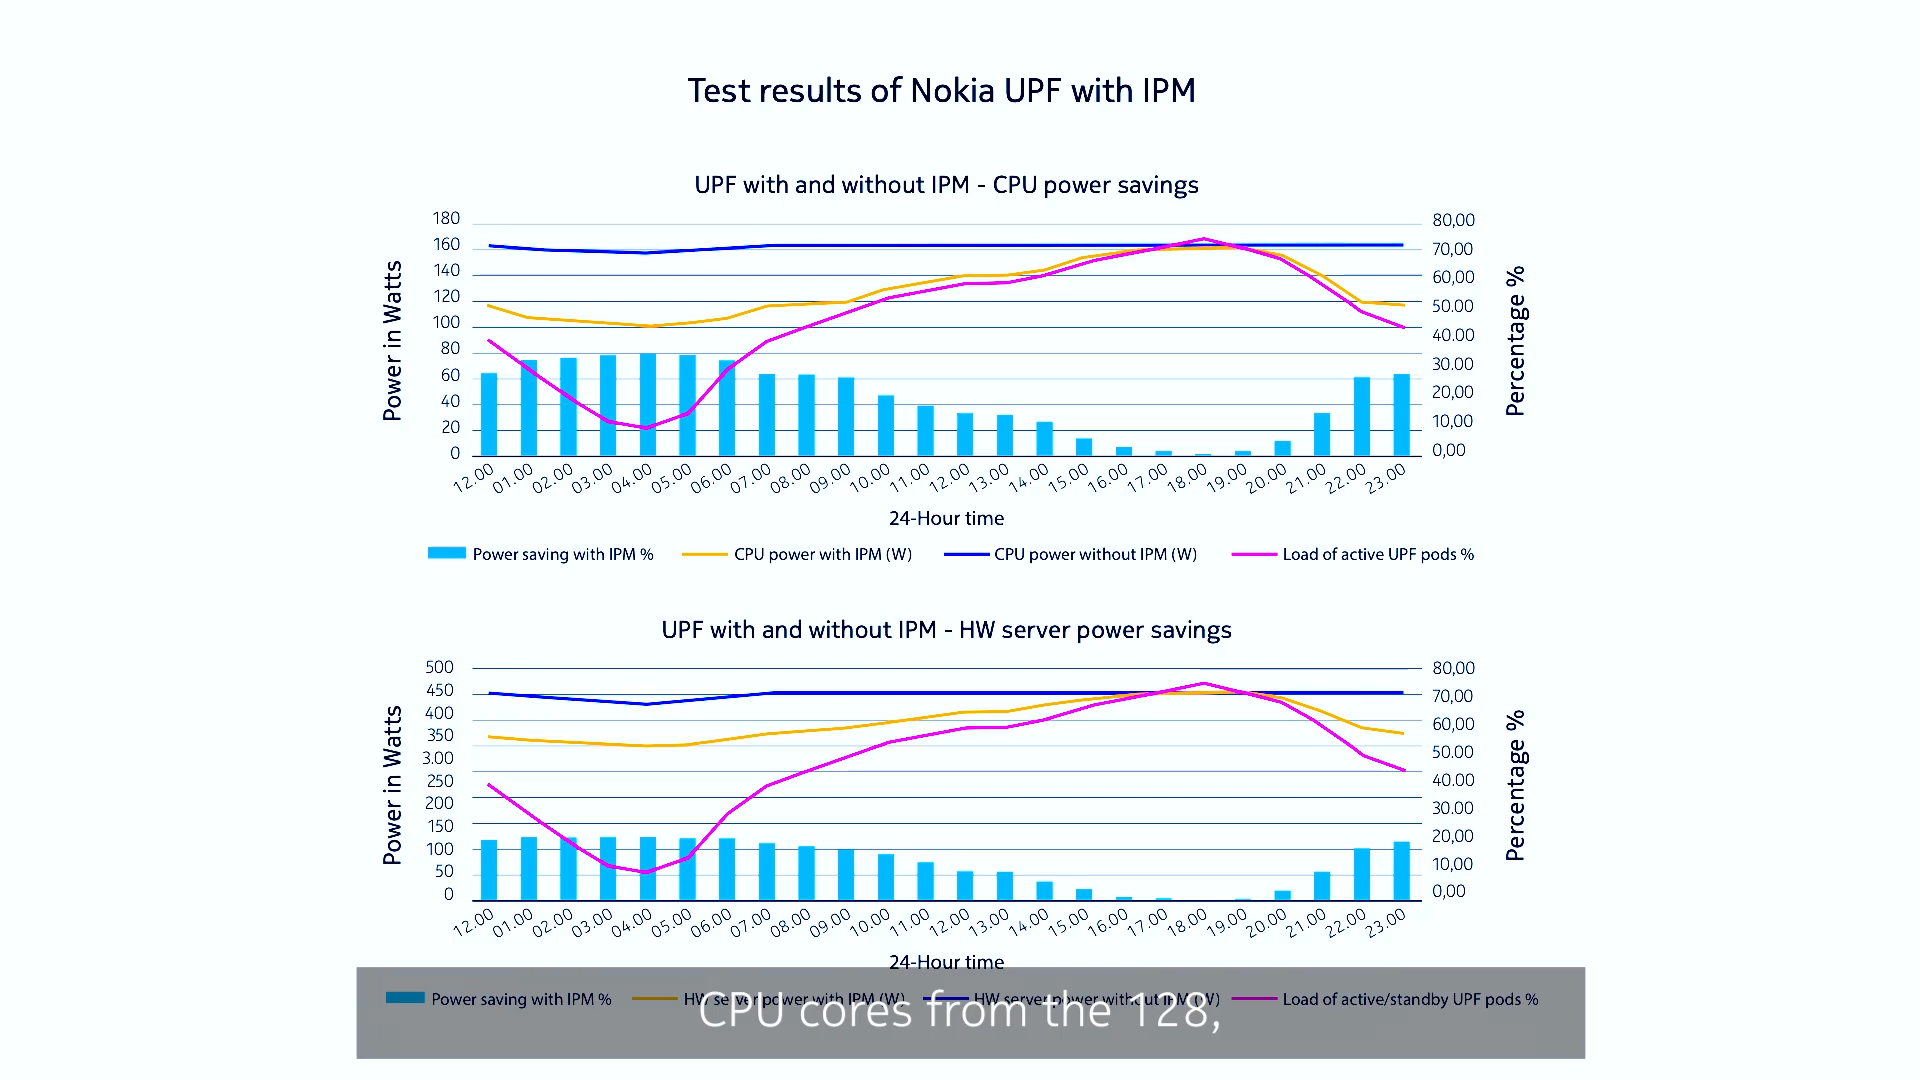 Test results of Nokia UPF with IPM
UPF with and without IPM - CPU power savings
Power in Watts
180
160
140
120
100
80
60
40
20
0
80,00
70,00
60,00
50.00
40.00
30.00
20,00
10,00
0,00
Percentage %
12.00 01.00 02.00 03.00 04.00 05.00 06.00 07.00 08.00 09.00 10.00 11.00 12.00 13.00 14.00 15.00 16.00 17.00 18.00 19.00 20.00 21.00 22.00 23.00
24-Hour time
Power saving with IPM % CPU power with IPM (W) CPU power without IPM (W) Load of active UPF pods %
UPF with and without IPM - HW server power savings
Power in Watts
500
450
400
350
3.00
250
200
150
100
50
0
80,00
70,00
60,00
50.00
40.00
30.00
20,00
10,00
0,00
Percentage %
12.00 01.00 02.00 03.00 04.00 05.00 06.00 07.00 08.00 09.00 10.00 11.00 12.00 13.00 14.00 15.00 16.00 17.00 18.00 19.00 20.00 21.00 22.00 23.00
24-Hour time
Power saving with IPM % HW server power with IPM (W) HW server power without IPM (W) Load of active/standby UPF pods %
CPU cores from the 128,